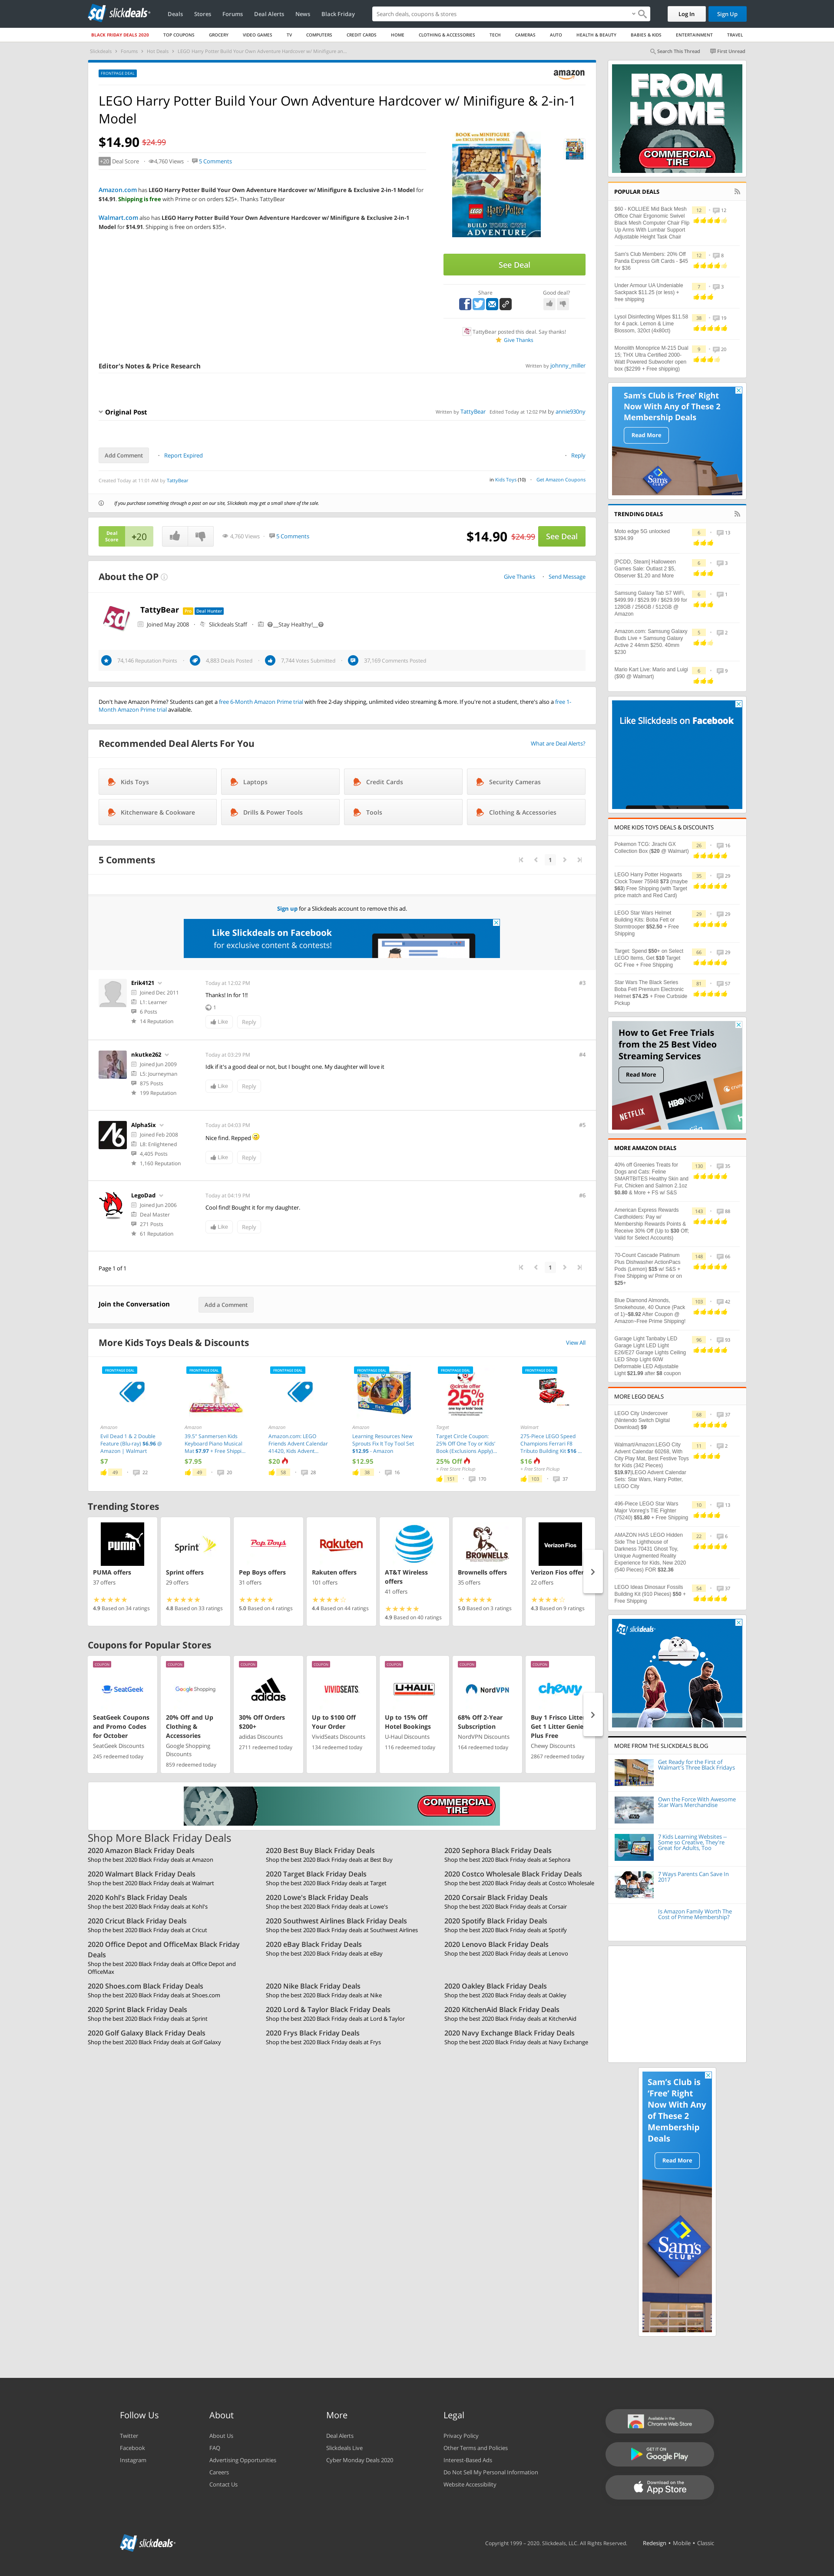 slickdeals
Deals Stores Forums Deal Alerts News Black Friday
Search deals, coupons & stores
Log In Sign Up
BLACK FRIDAY DEALS 2020 TOP COUPONS GROCERY VIDEO GAMES TV COMPUTERS CREDIT CARDS HOME CLOTHING & ACCESSORIES TECH CAMERAS AUTO HEALTH & BEAUTY BABIES & KIDS ENTERTAINMENT TRAVEL
Slickdeals Forums Hot Deals LEGO Harry Potter Build Your Own Adventure Hardcover w/ Minifigure an...
Search This Thread First Unread
FRONTPAGE DEAL
amazon
LEGO Harry Potter Build Your Own Adventure Hardcover w/ Minifigure & 2-in-1
Model
$14.90 $24.99
+20 Deal Score 4,760 Views 5 Comments
Amazon.com has LEGO Harry Potter Build Your Own Adventure Hardcover w/ Minifigure & Exclusive 2-in-1 Model for
$14.91. Shipping is free with Prime or on orders $25+. Thanks TattyBear
Walmart.com also has LEGO Harry Potter Build Your Own Adventure Hardcover w/ Minifigure & Exclusive 2-in-1
Model for $14.91. Shipping is free on orders $35+.
See Deal
Share Good deal?
TattyBear posted this deal. Say thanks!
Give Thanks
Editor's Notes & Price Research
Written by johnny_miller
Original Post
Written by TattyBear Edited Today at 12:02 PM by annie930ny
Add Comment Report Expired Reply
Created Today at 11:01 AM by TattyBear
in Kids Toys (10) Get Amazon Coupons
If you purchase something through a post on our site, Slickdeals may get a small share of the sale.
Deal
Score
+20
4,760 Views 5 Comments
$14.90 $24.99 See Deal
About the OP
Give Thanks Send Message
TattyBear Pro Deal Hunter
Joined May 2008 Slickdeals Staff __Stay Healthy!__
74,146 Reputation Points 4,883 Deals Posted 7,744 Votes Submitted 37,169 Comments Posted
Don't have Amazon Prime? Students can get a free 6-Month Amazon Prime trial with free 2-day shipping, unlimited video streaming & more. If you're not a student, there's also a free 1-
Month Amazon Prime trial available.
Recommended Deal Alerts For You
What are Deal Alerts?
Kids Toys Laptops Credit Cards Security Cameras
Kitchenware & Cookware Drills & Power Tools Tools Clothing & Accessories
5 Comments
1
Sign up for a Slickdeals account to remove this ad.
Like Slickdeals on Facebook
for exclusive content & contests!
Erik4121
Joined Dec 2011
L1: Learner
6 Posts
14 Reputation
Today at 12:02 PM
#3
Thanks! In for 1!!
1
Like Reply
nkutke262
Joined Jun 2009
L5: Journeyman
875 Posts
199 Reputation
Today at 03:29 PM
#4
Idk if it's a good deal or not, but I bought one. My daughter will love it
Like Reply
AlphaSix
Joined Feb 2008
L8: Enlightened
4,405 Posts
1,160 Reputation
Today at 04:03 PM
#5
Nice find. Repped
Like Reply
LegoDad
Joined Jun 2006
Deal Master
271 Posts
61 Reputation
Today at 04:19 PM
#6
Cool find! Bought it for my daughter.
Like Reply
Page 1 of 1
1
Join the Conversation
Add a Comment
More Kids Toys Deals & Discounts
View All
Amazon
Evil Dead 1 & 2 Double
Feature (Blu-ray) $6.96 @
Amazon | Walmart
$7
49 22
Amazon
39.5" Sanmersen Kids
Keyboard Piano Musical
Mat $7.97 + Free Shippi...
$7.95
49 20
Amazon
Amazon.com: LEGO
Friends Advent Calendar
41420, Kids Advent...
$20
58 28
Amazon
Learning Resources New
Sprouts Fix It Toy Tool Set
$12.95 - Amazon
$12.95
38 16
Target
Target Circle Coupon:
25% Off One Toy or Kids'
Book (Exclusions Apply)...
25% Off
+ Free Store Pickup
151 170
Walmart
275-Piece LEGO Speed
Champions Ferrari F8
Tributo Building Kit $16 ...
$16
+ Free Store Pickup
103 37
Trending Stores
PUMA offers
37 offers
4.9 Based on 34 ratings
Sprint offers
29 offers
4.8 Based on 33 ratings
Pep Boys offers
31 offers
5.0 Based on 4 ratings
Rakuten offers
101 offers
4.4 Based on 44 ratings
AT&T Wireless
offers
41 offers
4.9 Based on 40 ratings
Brownells offers
35 offers
5.0 Based on 3 ratings
Verizon Fios offers
22 offers
4.3 Based on 9 ratings
Coupons for Popular Stores
SeatGeek Coupons
and Promo Codes
for October
SeatGeek Discounts
245 redeemed today
20% Off and Up
Clothing &
Accessories
Google Shopping
Discounts
859 redeemed today
30% Off Orders
$200+
adidas Discounts
2711 redeemed today
Up to $100 Off
Your Order
VividSeats Discounts
134 redeemed today
Up to 15% Off
Hotel Bookings
U-Haul Discounts
116 redeemed today
68% Off 2-Year
Subscription
NordVPN Discounts
164 redeemed today
Buy 1 Frisco Litter
Get 1 Litter Genie
Plus Free
Chewy Discounts
2867 redeemed today
COMMERCIAL
TIRE
Shop More Black Friday Deals
2020 Amazon Black Friday Deals
Shop the best 2020 Black Friday deals at Amazon
2020 Best Buy Black Friday Deals
Shop the best 2020 Black Friday deals at Best Buy
2020 Sephora Black Friday Deals
Shop the best 2020 Black Friday deals at Sephora
2020 Walmart Black Friday Deals
Shop the best 2020 Black Friday deals at Walmart
2020 Target Black Friday Deals
Shop the best 2020 Black Friday deals at Target
2020 Costco Wholesale Black Friday Deals
Shop the best 2020 Black Friday deals at Costco Wholesale
2020 Kohl's Black Friday Deals
Shop the best 2020 Black Friday deals at Kohl's
2020 Lowe's Black Friday Deals
Shop the best 2020 Black Friday deals at Lowe's
2020 Corsair Black Friday Deals
Shop the best 2020 Black Friday deals at Corsair
2020 Cricut Black Friday Deals
Shop the best 2020 Black Friday deals at Cricut
2020 Southwest Airlines Black Friday Deals
Shop the best 2020 Black Friday deals at Southwest Airlines
2020 Spotify Black Friday Deals
Shop the best 2020 Black Friday deals at Spotify
2020 Office Depot and OfficeMax Black Friday
Deals
Shop the best 2020 Black Friday deals at Office Depot and
OfficeMax
2020 eBay Black Friday Deals
Shop the best 2020 Black Friday deals at eBay
2020 Lenovo Black Friday Deals
Shop the best 2020 Black Friday deals at Lenovo
2020 Shoes.com Black Friday Deals
Shop the best 2020 Black Friday deals at Shoes.com
2020 Nike Black Friday Deals
Shop the best 2020 Black Friday deals at Nike
2020 Oakley Black Friday Deals
Shop the best 2020 Black Friday deals at Oakley
2020 Sprint Black Friday Deals
Shop the best 2020 Black Friday deals at Sprint
2020 Lord & Taylor Black Friday Deals
Shop the best 2020 Black Friday deals at Lord & Taylor
2020 KitchenAid Black Friday Deals
Shop the best 2020 Black Friday deals at KitchenAid
2020 Golf Galaxy Black Friday Deals
Shop the best 2020 Black Friday deals at Golf Galaxy
2020 Frys Black Friday Deals
Shop the best 2020 Black Friday deals at Frys
2020 Navy Exchange Black Friday Deals
Shop the best 2020 Black Friday deals at Navy Exchange
FROM
HOME
COMMERCIAL
TIRE
POPULAR DEALS
$60 - KOLLIEE Mid Back Mesh
Office Chair Ergonomic Swivel
Black Mesh Computer Chair Flip
Up Arms With Lumbar Support
Adjustable Height Task Chair
12 12
Sam's Club Members: 20% Off
Panda Express Gift Cards - $45
for $36
12 8
Under Armour UA Undeniable
Sackpack $11.25 (or less) +
free shipping
7 3
Lysol Disinfecting Wipes $11.58
for 4 pack, Lemon & Lime
Blossom, 320ct (4x80ct)
38 19
Monolith Monoprice M-215 Dual
15; THX Ultra Certified 2000-
Watt Powered Subwoofer open
box ($2299 + Free shipping)
9 20
Sam's Club is 'Free' Right
Now With Any of These 2
Membership Deals
Read More
TRENDING DEALS
Moto edge 5G unlocked
$394.99
6 13
[PCDD, Steam] Halloween
Games Sale: Outlast 2 $5,
Observer $1.20 and More
6 3
Samsung Galaxy Tab S7 WiFi,
$499.99 / $529.99 / $629.99 for
128GB / 256GB / 512GB @
Amazon
6 1
Amazon.com: Samsung Galaxy
Buds Live + Samsung Galaxy
Active 2 44mm $250. 40mm
$230
5 2
Mario Kart Live: Mario and Luigi
($90 @ Walmart)
6 9
Like Slickdeals on Facebook
MORE KIDS TOYS DEALS & DISCOUNTS
Pokemon TCG: Jirachi GX
Collection Box ($20 @ Walmart)
26 16
LEGO Harry Potter Hogwarts
Clock Tower 75948 $73 (maybe
$63) Free Shipping (with Target
price match and Red Card)
35 29
LEGO Star Wars Helmet
Building Kits: Boba Fett or
Stormtrooper $52.50 + Free
Shipping
29 29
Target: Spend $50+ on Select
LEGO Items, Get $10 Target
GC Free + Free Shipping
66 29
Star Wars The Black Series
Boba Fett Premium Electronic
Helmet $74.25 + Free Curbside
Pickup
81 57
How to Get Free Trials
from the 25 Best Video
Streaming Services
Read More
NETFLIX HBO NOW
MORE AMAZON DEALS
40% off Greenies Treats for
Dogs and Cats: Feline
SMARTBITES Healthy Skin and
Fur, Chicken and Salmon 2.1oz
$0.80 & More + FS w/ S&S
130 35
American Express Rewards
Cardholders: Pay w/
Membership Rewards Points &
Receive 30% Off (Up to $30 Off,
Valid for Select Accounts)
143 88
70-Count Cascade Platinum
Plus Dishwasher ActionPacs
Pods (Lemon) $15 w/ S&S +
Free Shipping w/ Prime or on
$25+
148 66
Blue Diamond Almonds,
Smokehouse, 40 Ounce (Pack
of 1)--$8.92 After Coupon @
Amazon--Free Prime Shipping!
103 42
Garage Light Tanbaby LED
Garage Light LED Light
E26/E27 Garage Lights Ceiling
LED Shop Light 60W
Deformable LED Adjustable
Light $21.99 after $8 coupon
96 93
MORE LEGO DEALS
LEGO City Undercover
(Nintendo Switch Digital
Download) $9
68 37
Walmart/Amazon:LEGO City
Advent Calendar 60268, With
City Play Mat, Best Festive Toys
for Kids (342 Pieces)
$19.97|LEGO Advent Calendar
Sets: Star Wars, Harry Potter,
LEGO City
11 2
496-Piece LEGO Star Wars
Major Vonreg's TIE Fighter
(75240) $51.80 + Free Shipping
10 13
AMAZON HAS LEGO Hidden
Side The Lighthouse of
Darkness 70431 Ghost Toy,
Unique Augmented Reality
Experience for Kids, New 2020
(540 Pieces) FOR $32.36
22 6
LEGO Ideas Dinosaur Fossils
Building Kit (910 Pieces) $50 +
Free Shipping
54 37
slickdeals
MORE FROM THE SLICKDEALS BLOG
Get Ready for the First of
Walmart's Three Black Fridays
Own the Force With Awesome
Star Wars Merchandise
7 Kids Learning Websites --
Some so Creative, They're
Great for Adults, Too
7 Ways Parents Can Save in
2017
Is Amazon Family Worth The
Cost of Prime Membership?
Sam's Club is
'Free' Right
Now With Any
of These 2
Membership
Deals
Read More
Sam's
CLUB
Follow Us
Twitter
Facebook
Instagram
About
About Us
FAQ
Advertising Opportunities
Careers
Contact Us
More
Deal Alerts
Slickdeals Live
Cyber Monday Deals 2020
Legal
Privacy Policy
Other Terms and Policies
Interest-Based Ads
Do Not Sell My Personal Information
Website Accessibility
Available in the
Chrome Web Store
GET IT ON
Google Play
Download on the
App Store
slickdeals
Copyright 1999 - 2020. Slickdeals, LLC. All Rights Reserved. Redesign • Mobile • Classic